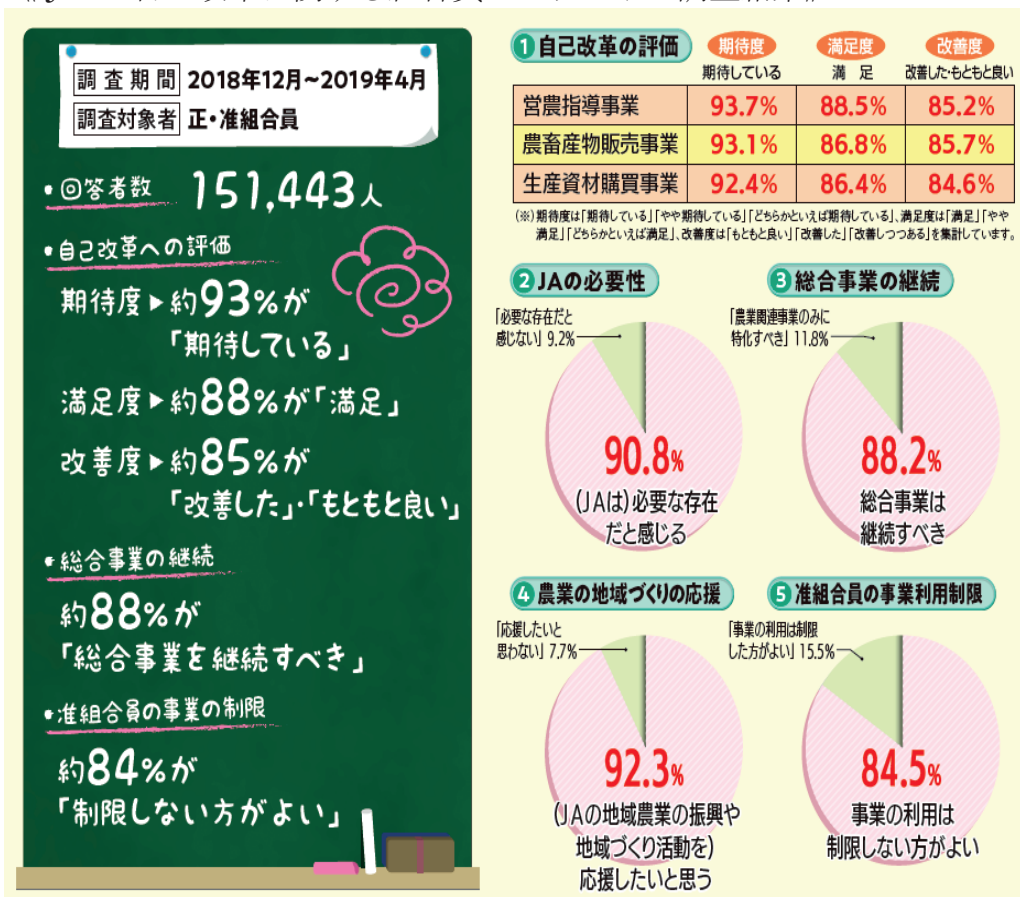 調査期間 2018年12月~2019年4月
調査対象者 正・准組合員
・回答者数 151,443人
・自己改革への評価
期待度▶約93%が
「期待している」
満足度▶約88%が「満足」
改善度▶約85%が
「改善した」・「もともと良い」
・総合事業の継続
約88%が
「総合事業を継続すべき」
・准組合員の事業の制限
約84%が
「制限しない方がよい」
1 自己改革の評価 期待度 満足度 改善度
期待している 満足 改善した・もともと良い
営農指導事業 93.7% 88.5% 85.2%
農畜産物販売事業 93.1% 86.8% 85.7%
生産資材購買事業 92.4% 86.4% 84.6%
(※)期待度は「期待している」「やや期待している」「どちらかといえば期待している」、満足度は「満足」「やや
満足」「どちらかといえば満足」、改善度は「もともと良い」「改善した」「改善しつつある」を集計しています。
2 JAの必要性
「必要な存在だと
感じない」9.2%
90.8%
(JAは)必要な存在
だと感じる
3 総合事業の継続
「農業関連事業のみに
特化すべき」11.8%
88.2%
総合事業は
継続すべき
4 農業の地域づくりの応援
「応援したいと
思わない」7.7%
92.3%
(JAの地域農業の振興や
地域づくり活動を)
応援したいと思う
5 准組合員の事業利用制限
「事業の利用は制限
した方がよい」15.5%
84.5%
事業の利用は
制限しない方がよい